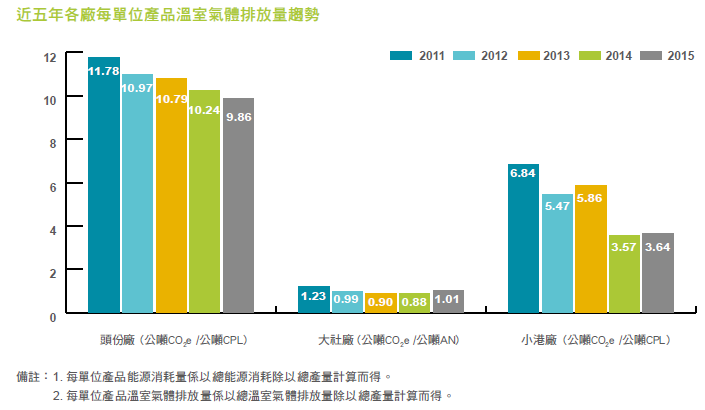 近五年各廠每單位產品溫室氣體排放量趨勢
2011 2012 2013 2014 2015
12
10
8
6
4
2
0
11.78 10.97 10.79 10.24 9.86
1.23 0.99 0.90 0.88 1.01
6.84 5.47 5.86 3.57 3.64
頭份廠（公噸CO₂e /公噸CPL） 大社廠（公噸CO₂e /公噸AN） 小港廠（公噸CO₂e /公噸CPL）
備註：1. 每單位產品能源消耗量係以總能源消耗除以總產量計算而得。
2. 每單位產品溫室氣體排放量係以總溫室氣體排放量除以總產量計算而得。